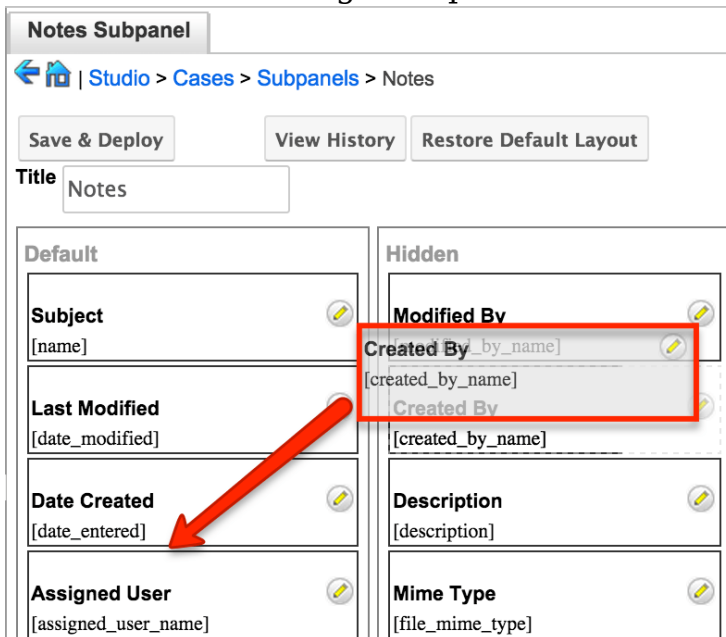 Notes Subpanel
| Studio > Cases > Subpanels > Notes
Save & Deploy View History Restore Default Layout
Title Notes
Default
Subject
[name]
Last Modified
[date_modified]
Date Created
[date_entered]
Assigned User
[assigned_user_name]
Hidden
Modified By
[modified_by_name]
Created By
[created_by_name]
Created By
[created_by_name]
Description
[description]
Mime Type
[file_mime_type]